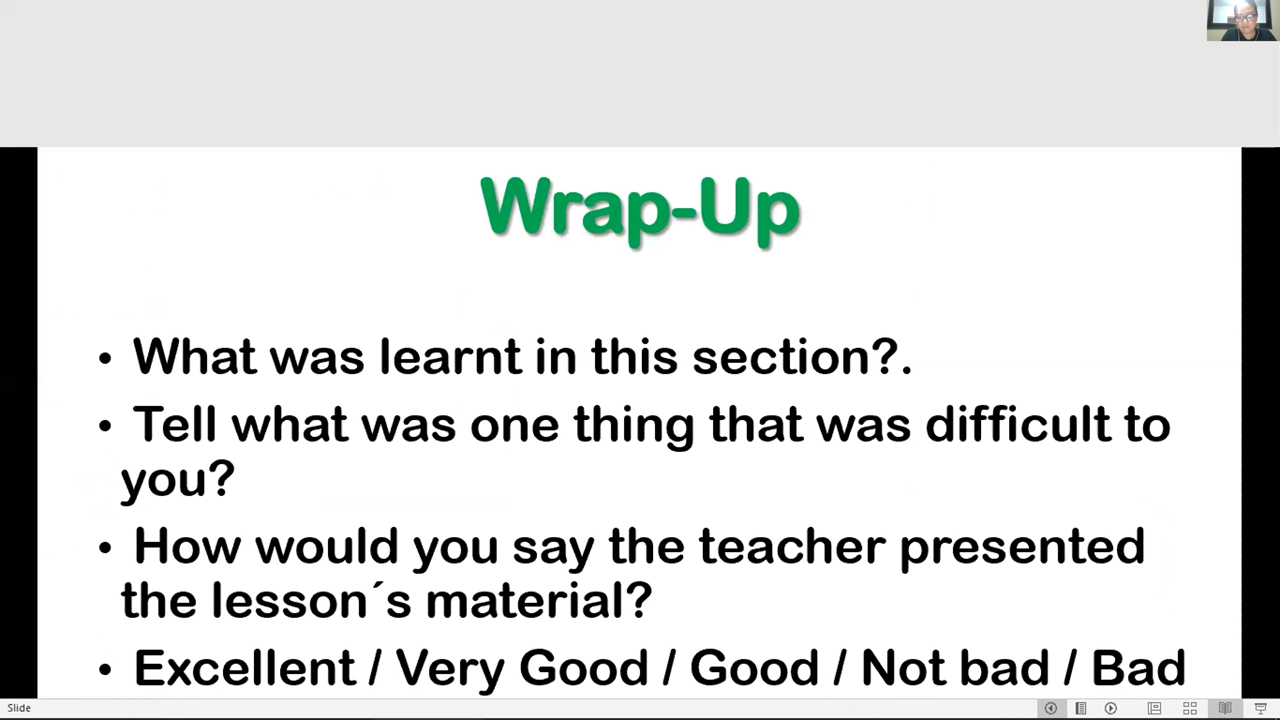 Wrap-Up
• What was learnt in this section?.
• Tell what was one thing that was difficult to
you?
• How would you say the teacher presented
the lesson´s material?
• Excellent / Very Good / Good / Not bad / Bad
Slide